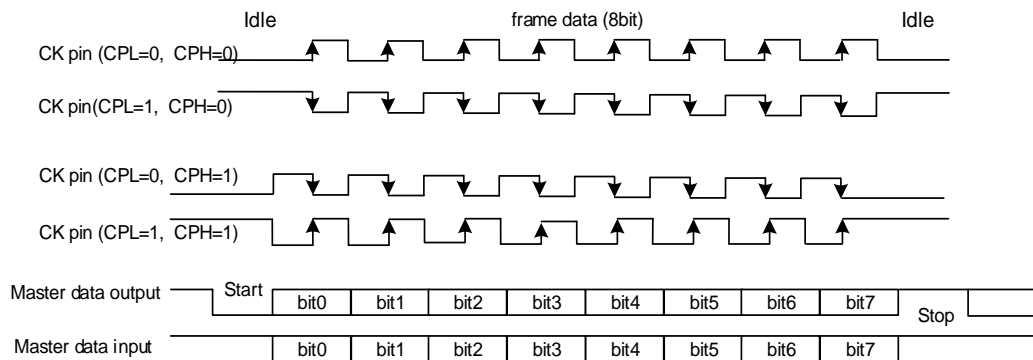 Idle frame data (8bit) Idle
CK pin (CPL=0, CPH=0)
CK pin(CPL=1, CPH=0)
CK pin (CPL=0, CPH=1)
CK pin (CPL=1, CPH=1)
Master data output Start bit0 bit1 bit2 bit3 bit4 bit5 bit6 bit7 Stop
Master data input bit0 bit1 bit2 bit3 bit4 bit5 bit6 bit7